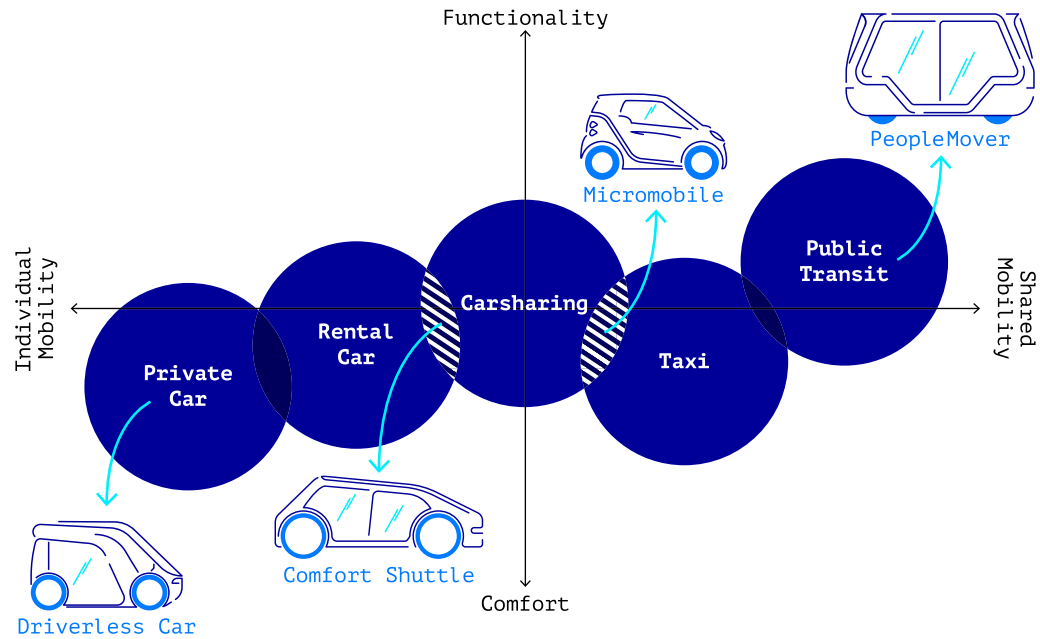 Functionality
PeopleMover
Micromobile
Public
Transit
Individual
Mobility
Shared
Mobility
Carsharing
Rental
Car
Taxi
Private
Car
Comfort Shuttle
Comfort
Driverless Car